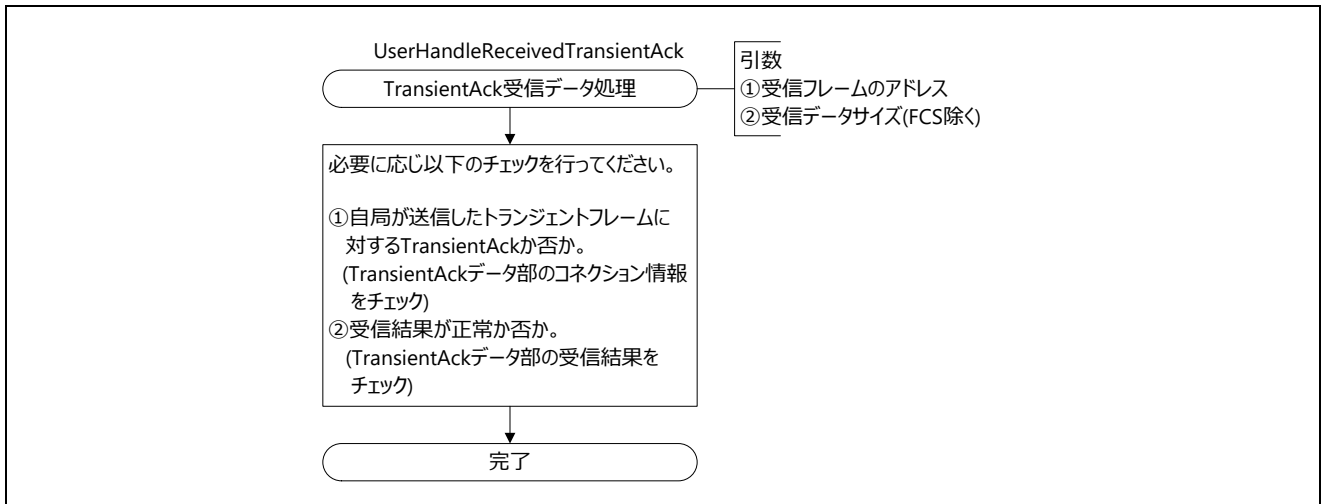 UserHandleReceivedTransientAck
TransientAck受信データ処理
引数
①受信フレームのアドレス
②受信データサイズ(FCS除く)
必要に応じ以下のチェックを行ってください。
①自局が送信したトランジェントフレームに
対するTransientAckか否か。
(TransientAckデータ部のコネクション情報
をチェック)
②受信結果が正常か否か。
(TransientAckデータ部の受信結果を
チェック)
完了